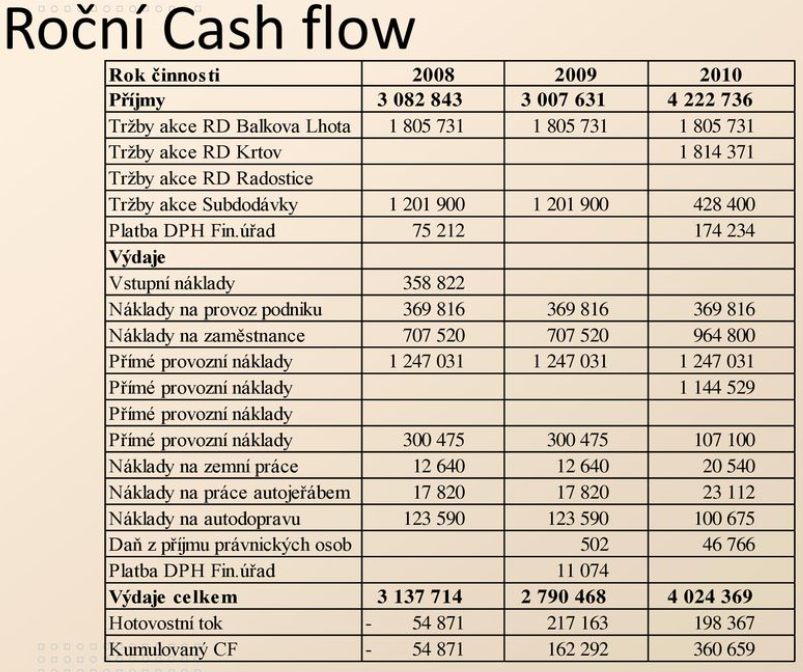 Roční Cash flow
Rok činnosti 2008 2009 2010
Příjmy 3 082 843 3 007 631 4 222 736
Tržby akce RD Balkova Lhota 1 805 731 1 805 731 1 805 731
Tržby akce RD Krtov 1 814 371
Tržby akce RD Radostice
Tržby akce Subdodávky 1 201 900 1 201 900 428 400
Platba DPH Fin.úřad 75 212 174 234
Výdaje
Vstupní náklady 358 822
Náklady na provoz podniku 369 816 369 816 369 816
Náklady na zaměstnance 707 520 707 520 964 800
Přímé provozní náklady 1 247 031 1 247 031 1 247 031
Přímé provozní náklady 1 144 529
Přímé provozní náklady
Přímé provozní náklady 300 475 300 475 107 100
Náklady na zemní práce 12 640 12 640 20 540
Náklady na práce autojeřábem 17 820 17 820 23 112
Náklady na autodopravu 123 590 123 590 100 675
Daň z příjmu právnických osob 502 46 766
Platba DPH Fin.úřad 11 074
Výdaje celkem 3 137 714 2 790 468 4 024 369
Hotovostní tok - 54 871 217 163 198 367
Kumulovaný CF - 54 871 162 292 360 659